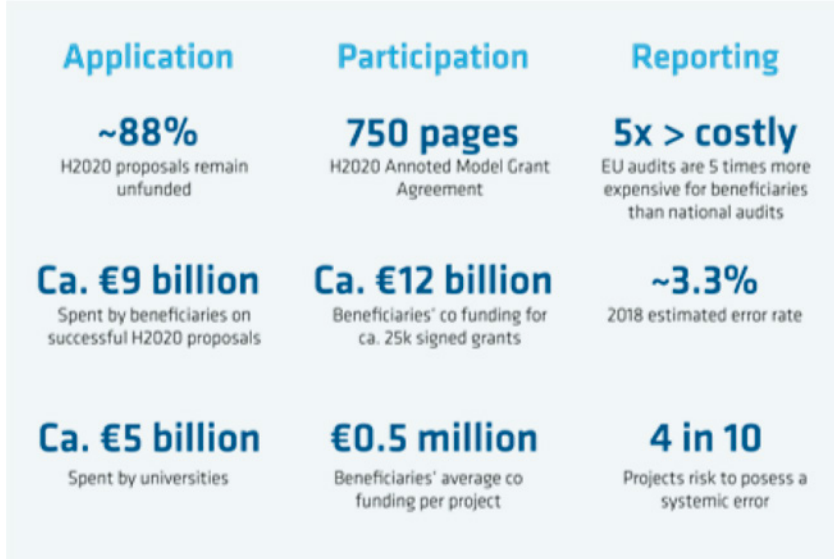 Application
~88%
H2020 proposals remain
unfunded
Ca. €9 billion
Spent by beneficiaries on
successful H2020 proposals
Ca. €5 billion
Spent by universities
Participation
750 pages
H2020 Annoted Model Grant
Agreement
Ca. €12 billion
Beneficiaries' co funding for
ca. 25k signed grants
€0.5 million
Beneficiaries' average co
funding per project
Reporting
5x > costly
EU audits are 5 times more
expensive for beneficiaries
than national audits
~3.3%
2018 estimated error rate
4 in 10
Projects risk to posess a
systemic error